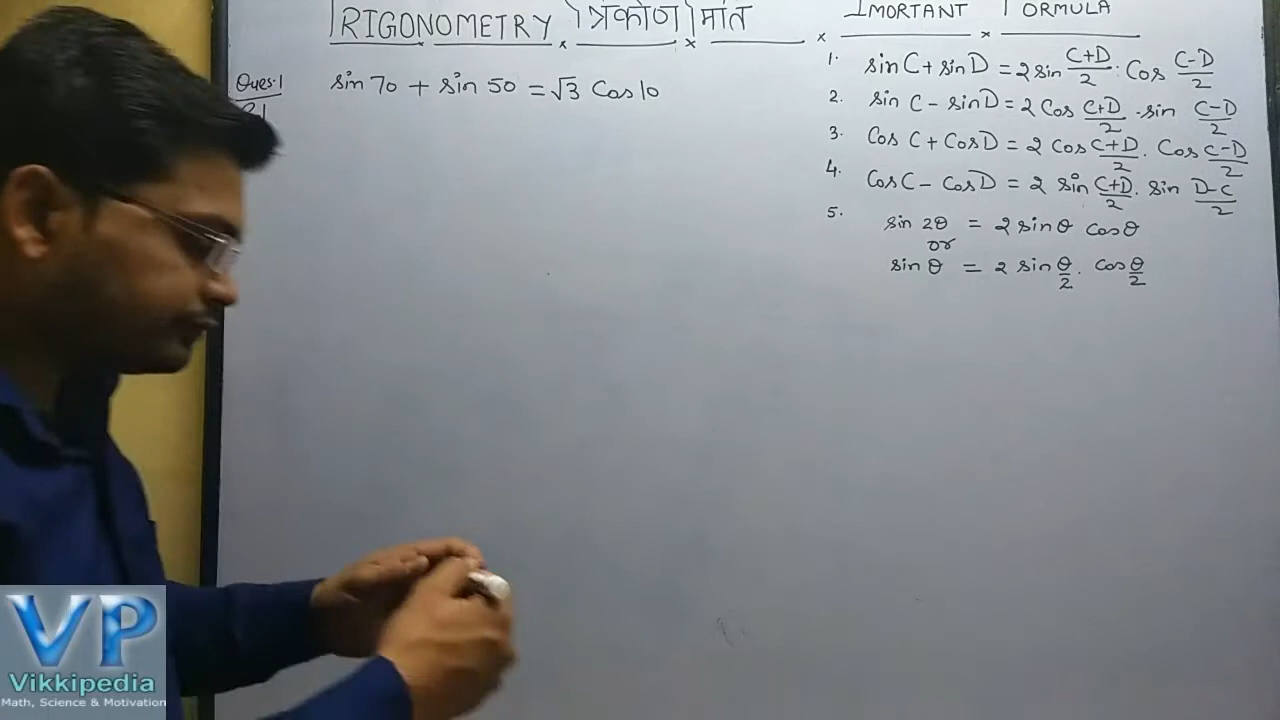 TRIGONOMETRY त्रिकोणमिति
Ques.1 sin 70 + sin 50 = √3 Cos 10
IMORTANT FORMULA
1. sin C + sin D = 2 sin C+D/2 . Cos C-D/2
2. sin C - sin D = 2 Cos C+D/2 . sin C-D/2
3. Cos C + Cos D = 2 Cos C+D/2 . Cos C-D/2
4. Cos C - Cos D = 2 sin C+D/2 . sin D-C/2
5. sin 2θ = 2 sin θ Cos θ
or
sin θ = 2 sin θ/2 . Cos θ/2
VP
Vikkipedia
Math, Science & Motivation